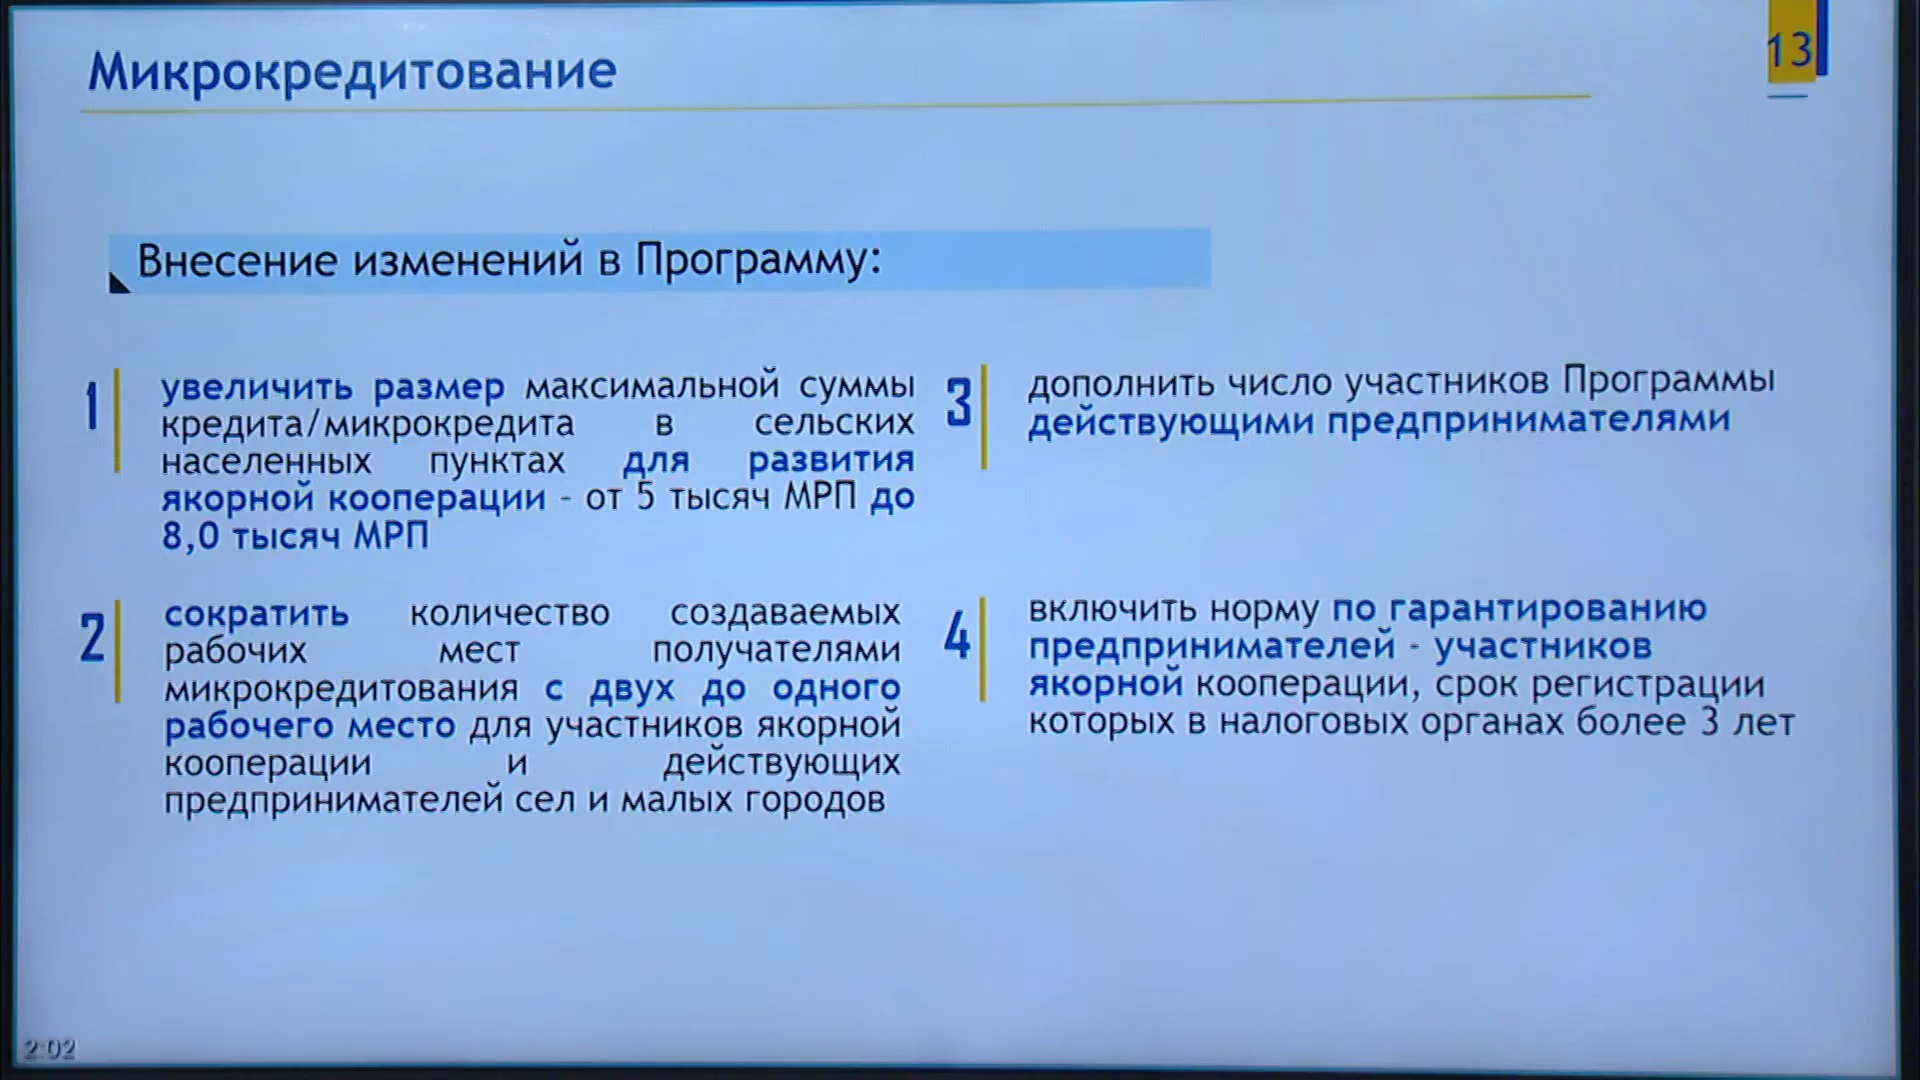 Микрокредитование
13
Внесение изменений в Программу:
1
увеличить размер максимальной суммы
кредита/микрокредита в сельских
населенных пунктах для развития
якорной кооперации - от 5 тысяч МРП до
8,0 тысяч МРП
2
сократить количество создаваемых
рабочих мест получателями
микрокредитования с двух до одного
рабочего место для участников якорной
кооперации и действующих
предпринимателей сел и малых городов
3
дополнить число участников Программы
действующими предпринимателями
4
включить норму по гарантированию
предпринимателей - участников
якорной кооперации, срок регистрации
которых в налоговых органах более 3 лет
2:02